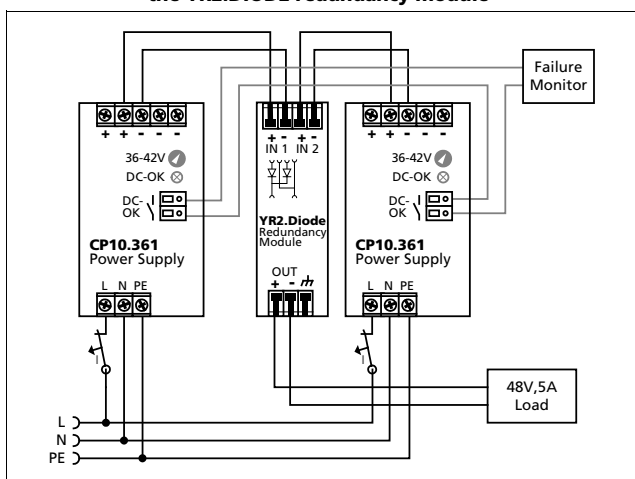 the YR2.DIODE redundancy module
Failure
Monitor
+ + - - -
36-42V
DC-OK
DC-
OK
CP10.361
Power Supply
L N PE
+ - + -
IN 1 IN 2
YR2.Diode
Redundancy
Module
OUT
+ -
+ + - - -
36-42V
DC-OK
DC-
OK
CP10.361
Power Supply
L N PE
I
I
48V,5A
Load
L
N
PE